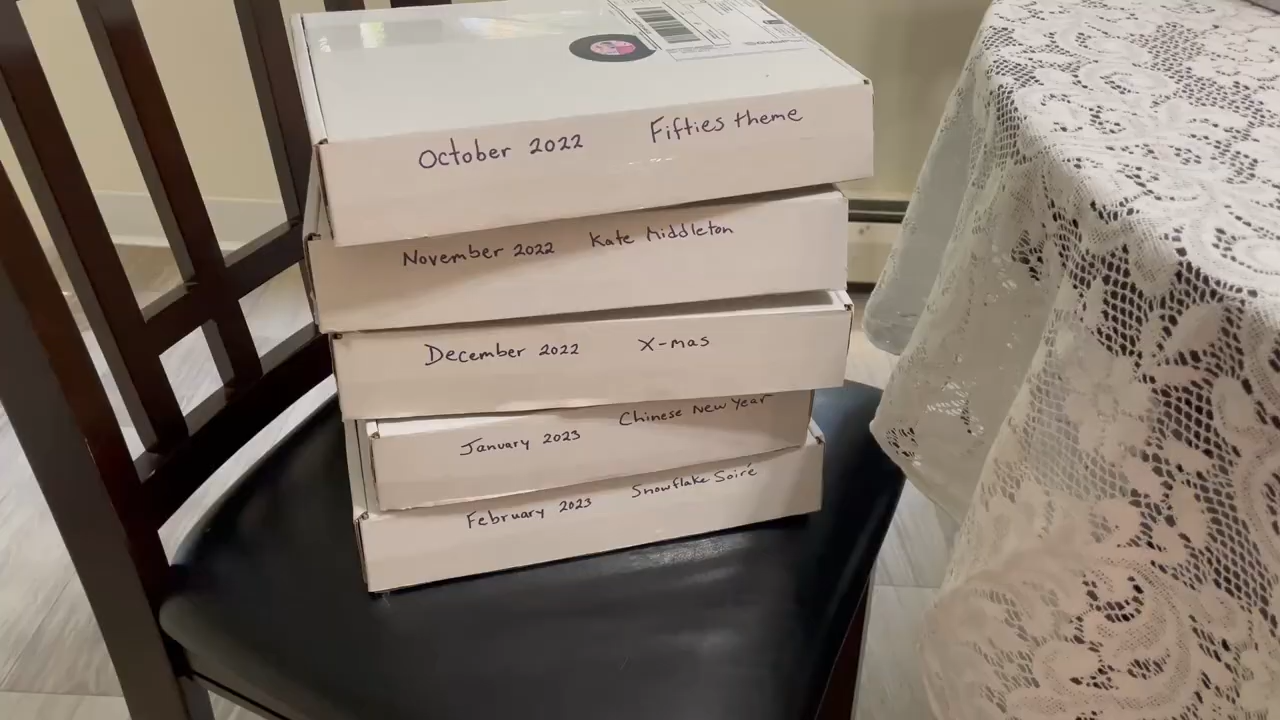 October 2022 Fifties theme
November 2022 Kate Middleton
December 2022 X-mas
January 2023 Chinese New Year
February 2023 Snowflake Soiré